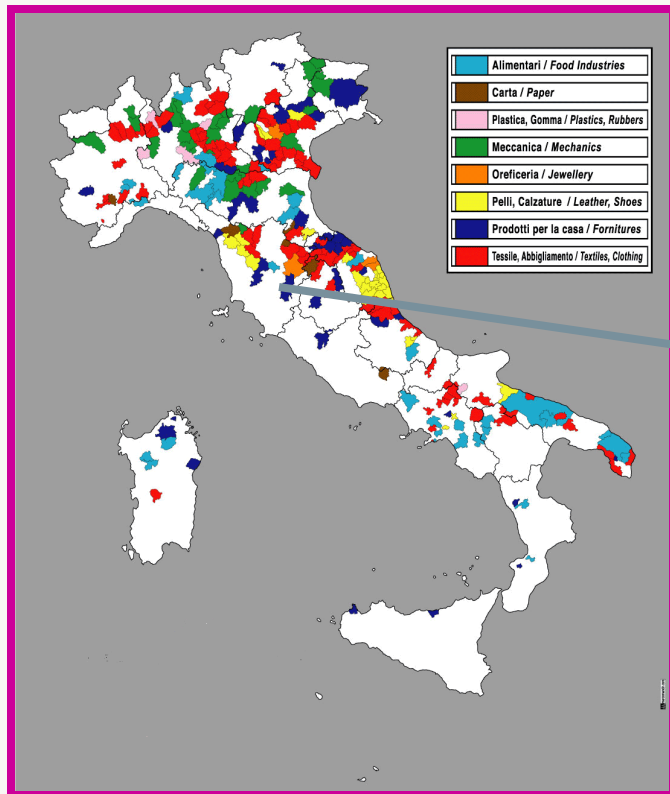 Alimentari / Food Industries
Carta / Paper
Plastica, Gomma / Plastics, Rubbers
Meccanica / Mechanics
Oreficeria / Jewellery
Pelli, Calzature / Leather, Shoes
Prodotti per la casa / Fornitures
Tessile, Abbigliamento / Textiles, Clothing